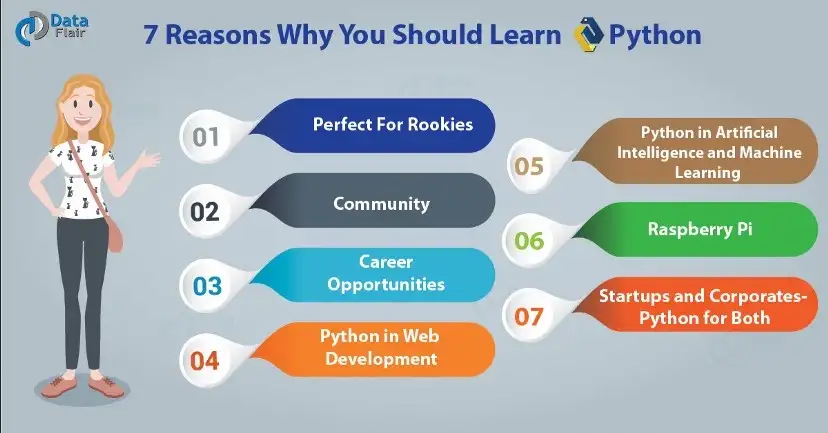 Data
Flair
7 Reasons Why You Should Learn Python
01
Perfect For Rookies
02
Community
03
Career
Opportunities
04
Python in Web
Development
05
Python in Artificial
Intelligence and Machine
Learning
06
Raspberry Pi
07
Startups and Corporates-
Python for Both